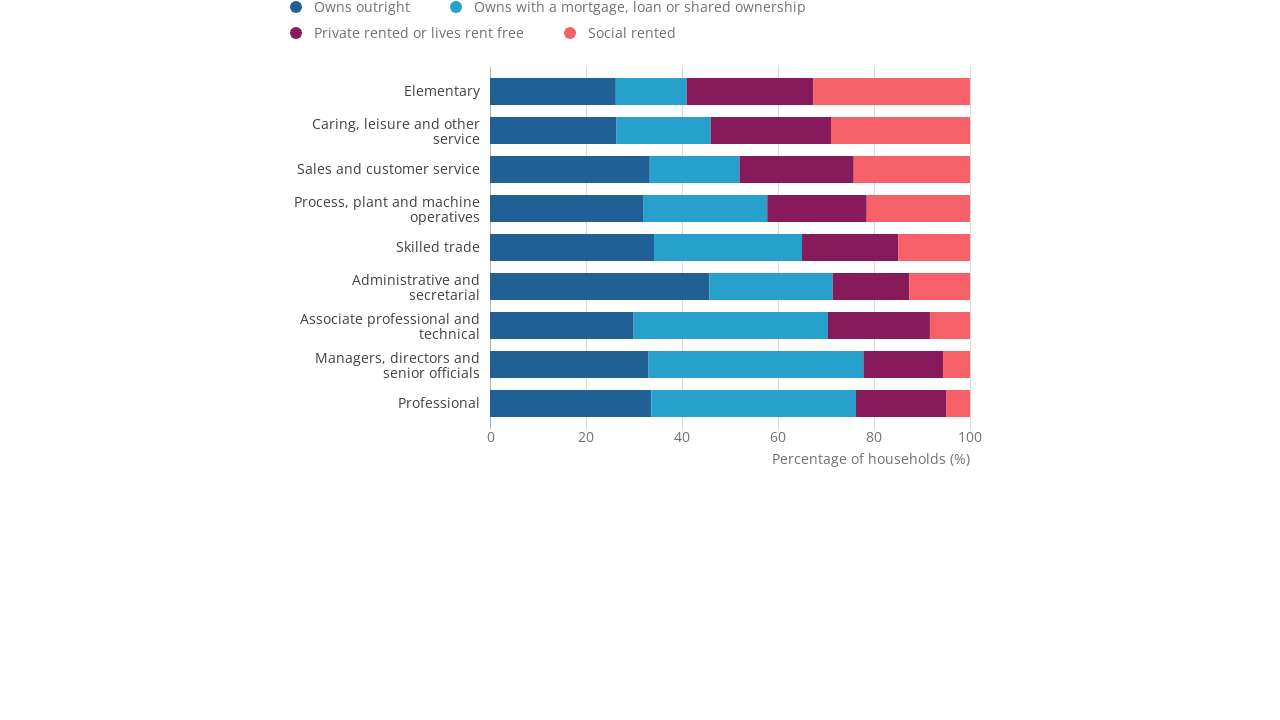 Owns outright
Owns with a mortgage, loan or shared ownership
Private rented or lives rent free
Social rented
Elementary
Caring, leisure and other
service
Sales and customer service
Process, plant and machine
operatives
Skilled trade
Administrative and
secretarial
Associate professional and
technical
Managers, directors and
senior officials
Professional
0 20 40 60 80 100
Percentage of households (%)